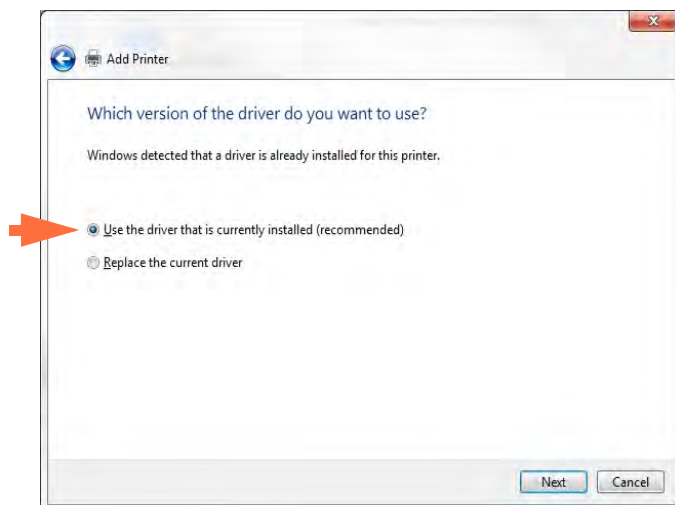 Add Printer
Which version of the driver do you want to use?
Windows detected that a driver is already installed for this printer.
Use the driver that is currently installed (recommended)
Replace the current driver
Next Cancel